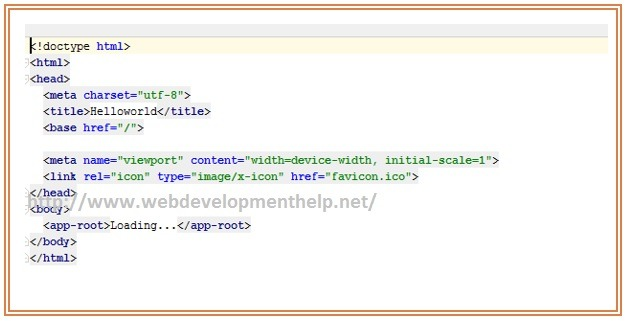 <!doctype html>
<html>
<head>
  <meta charset="utf-8">
  <title>Helloworld</title>
  <base href="/">
  <meta name="viewport" content="width=device-width, initial-scale=1">
  <link rel="icon" type="image/x-icon" href="favicon.ico">
</head>
http://www.webdevelopmenthelp.net/
<body>
  <app-root>Loading...</app-root>
</body>
</html>